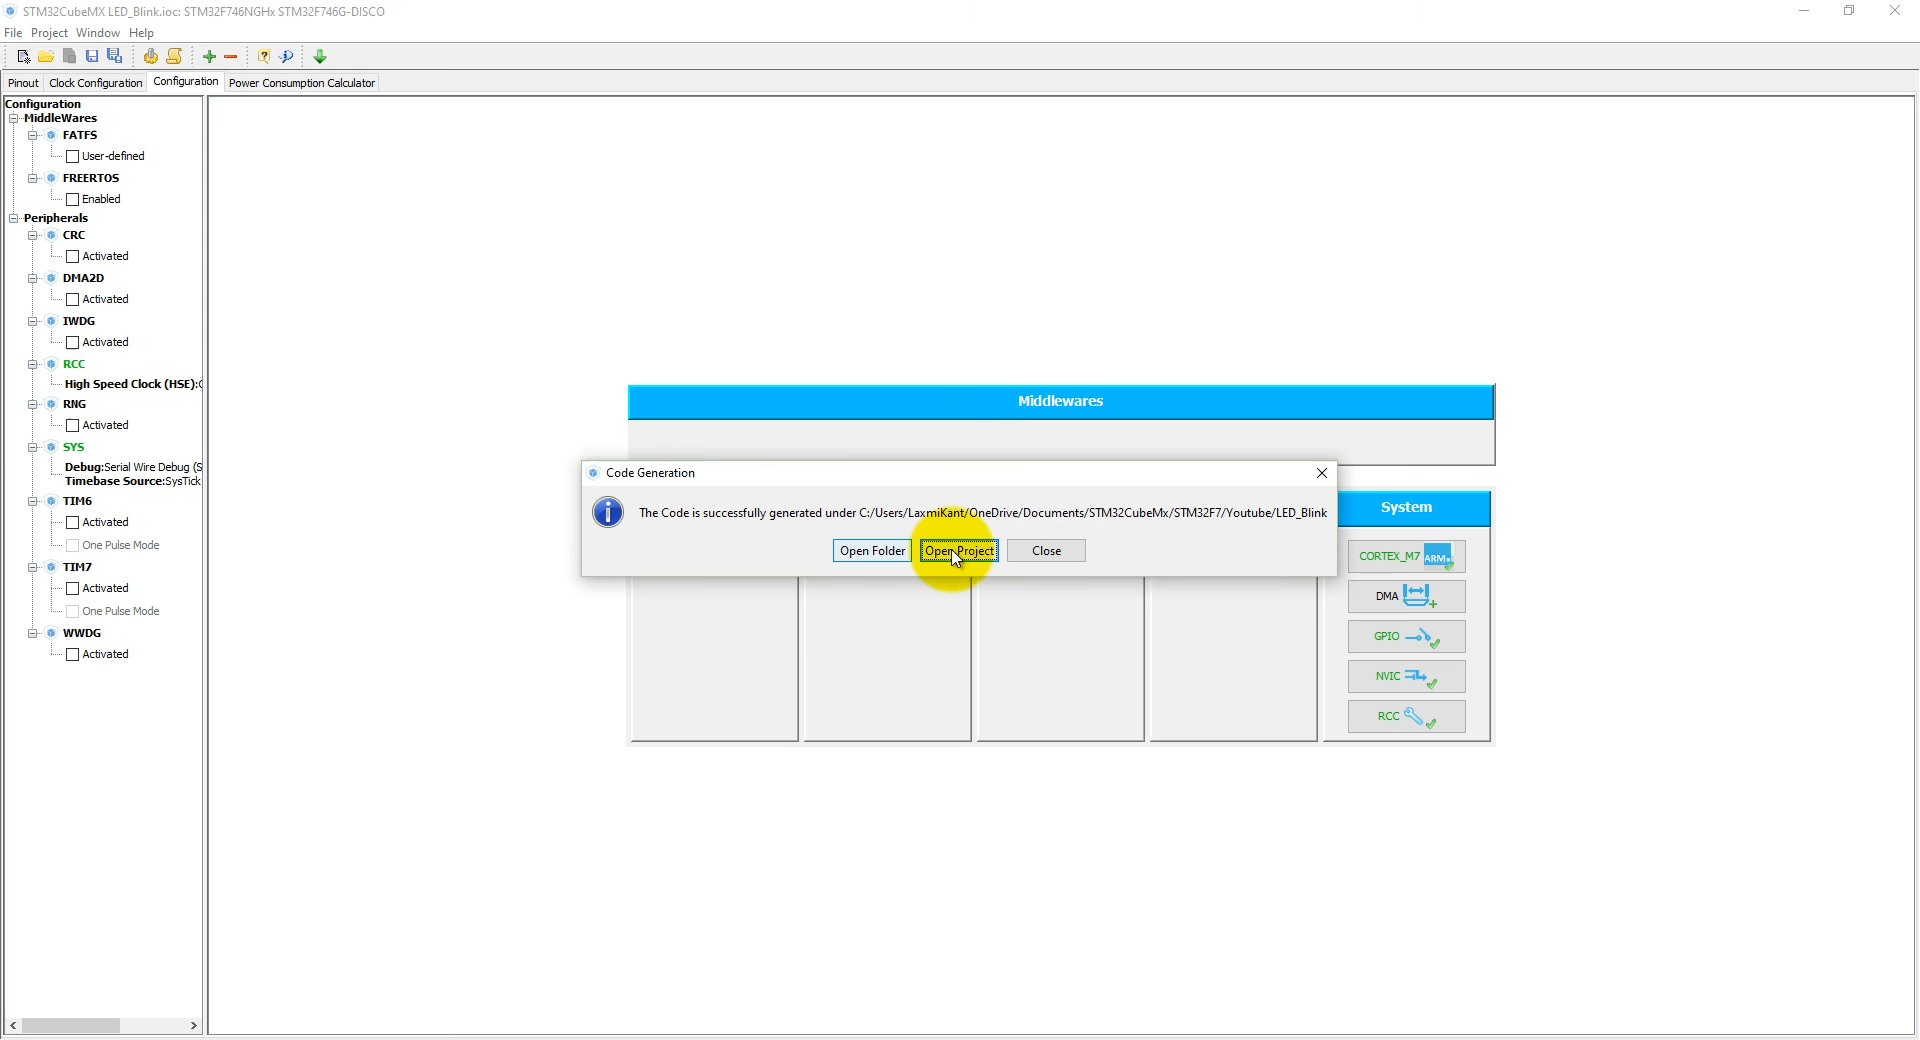 STM32CubeMX LED_Blink.ioc: STM32F746NGHx STM32F746G-DISCO
File Project Window Help
Pinout Clock Configuration Configuration Power Consumption Calculator
Configuration
MiddleWares
FATFS
User-defined
FREERTOS
Enabled
Peripherals
CRC
Activated
DMA2D
Activated
IWDG
Activated
RCC
High Speed Clock (HSE):
RNG
Activated
SYS
Debug:Serial Wire Debug (S
Timebase Source:SysTick
TIM6
Activated
One Pulse Mode
TIM7
Activated
One Pulse Mode
WWDG
Activated
Middlewares
Code Generation
The Code is successfully generated under C:/Users/LaxmiKant/OneDrive/Documents/STM32CubeMx/STM32F7/Youtube/LED_Blink
Open Folder Open Project Close
System
CORTEX_M7 ARM
DMA
GPIO
NVIC
RCC